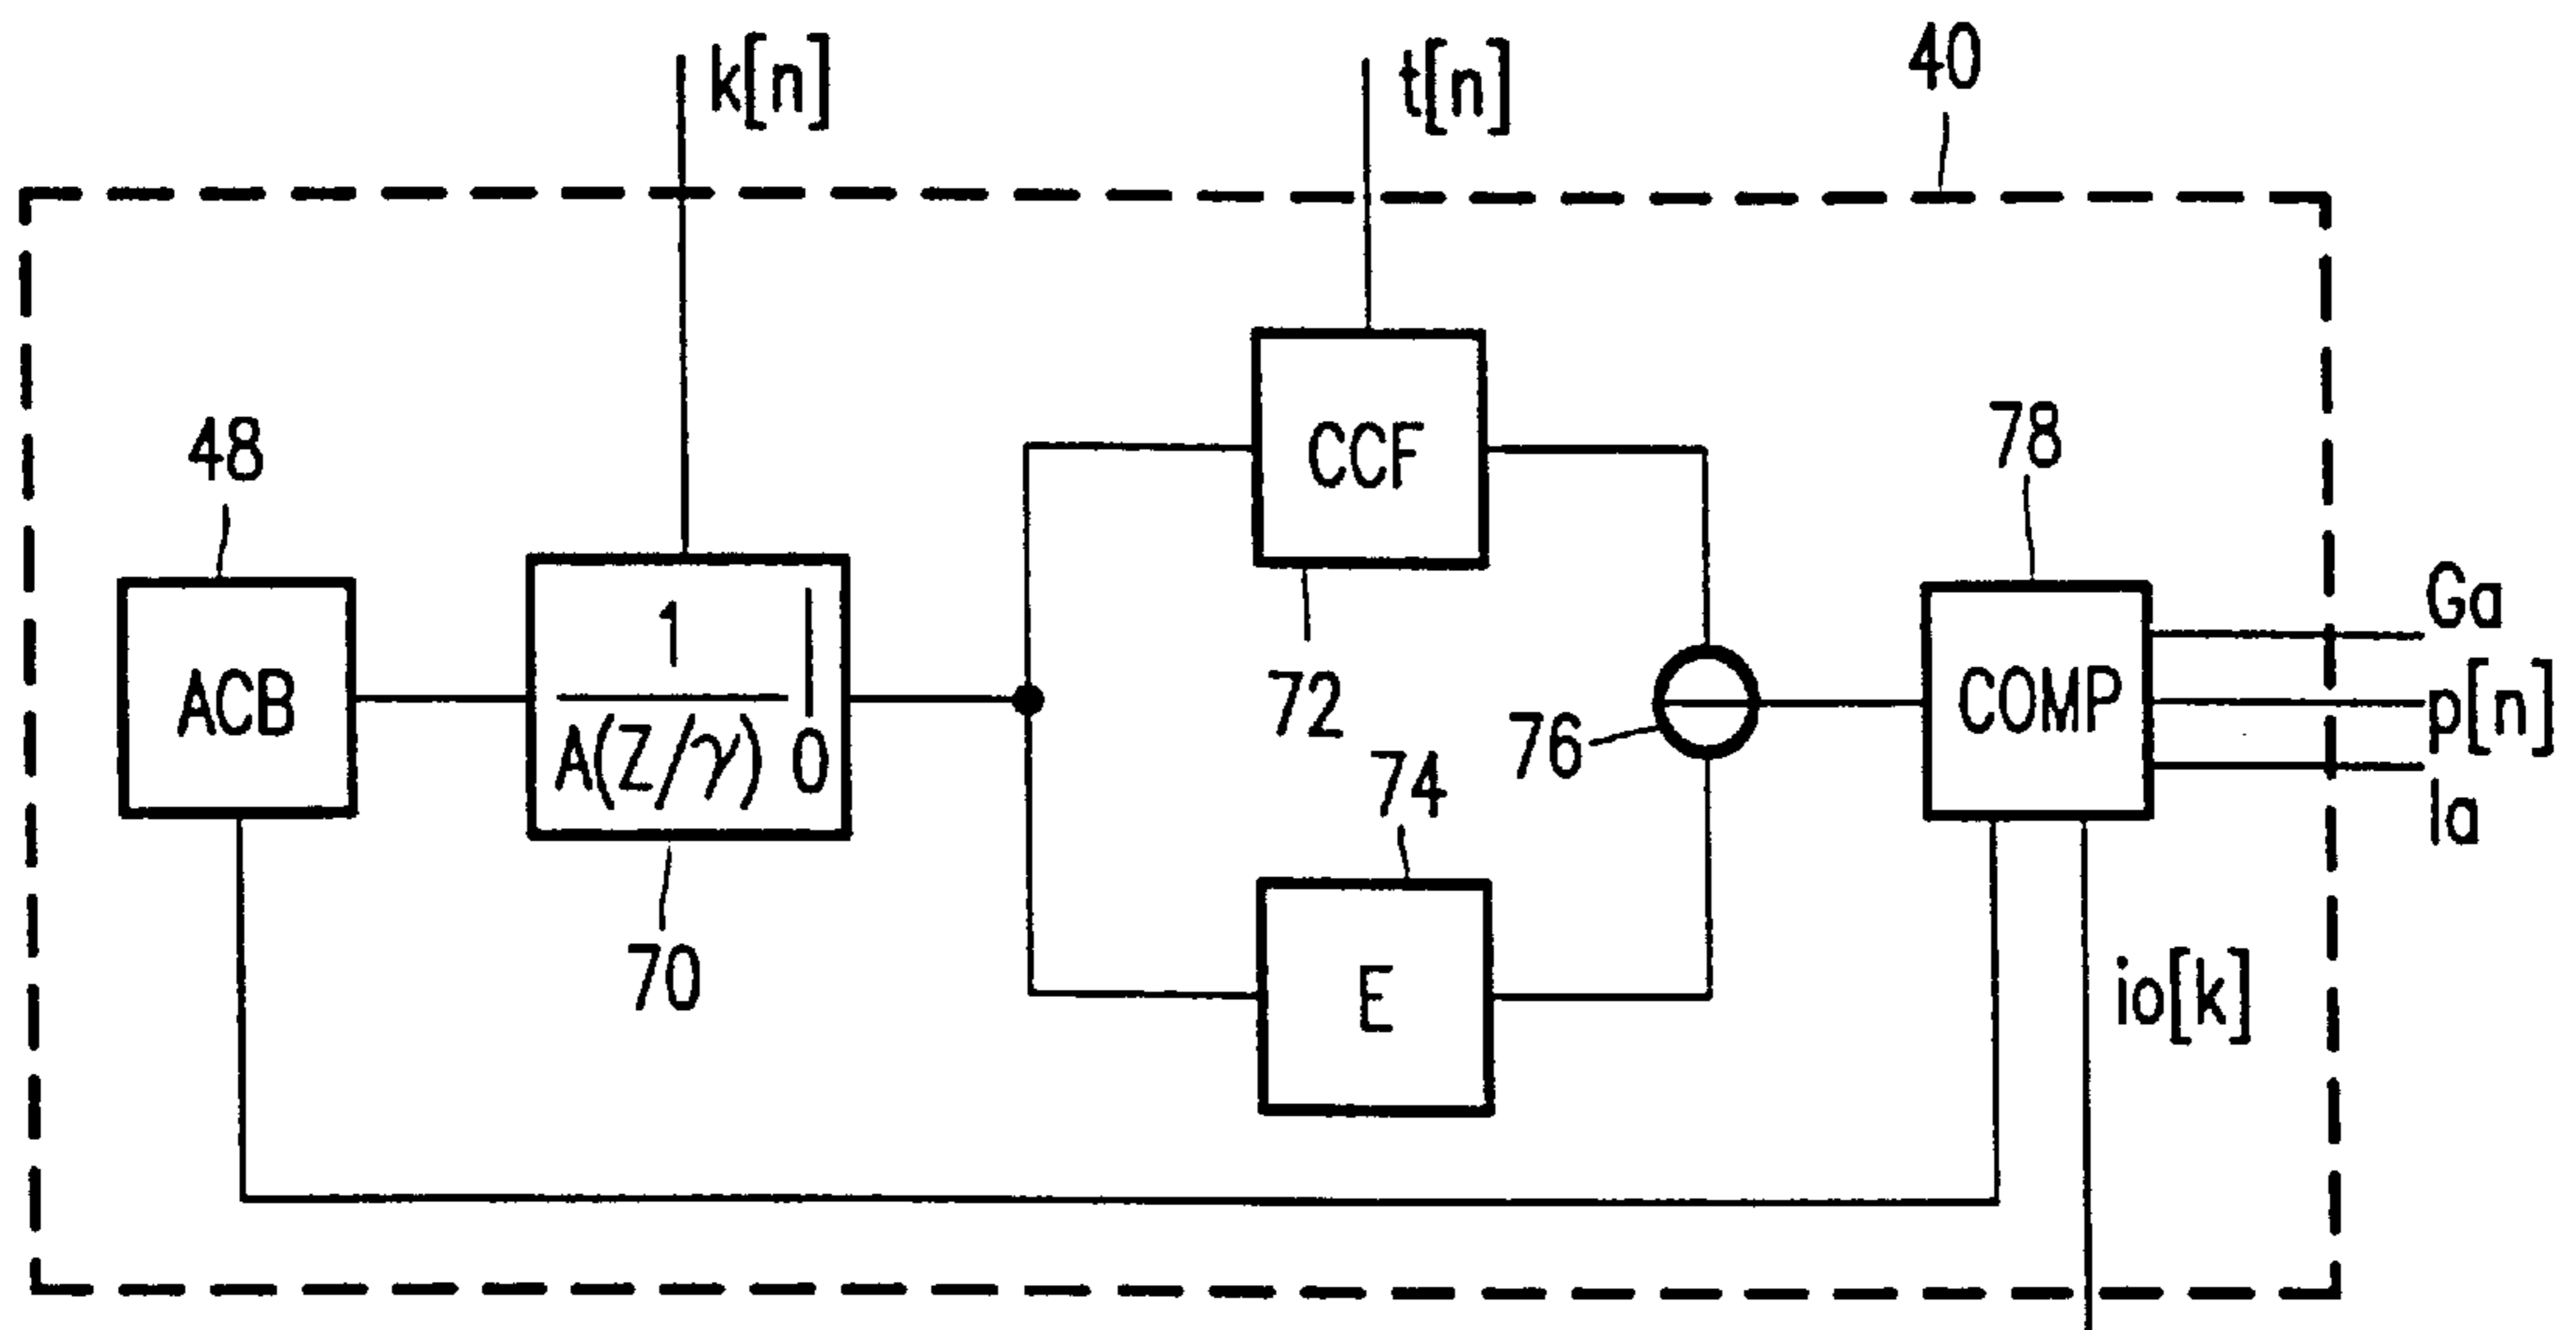 k[n]
t[n]
40
48
CCF
78
ACB
1
A(Z/γ) 0
72
76
COMP
Ga
p[n]
Ia
74
70
E
io[k]